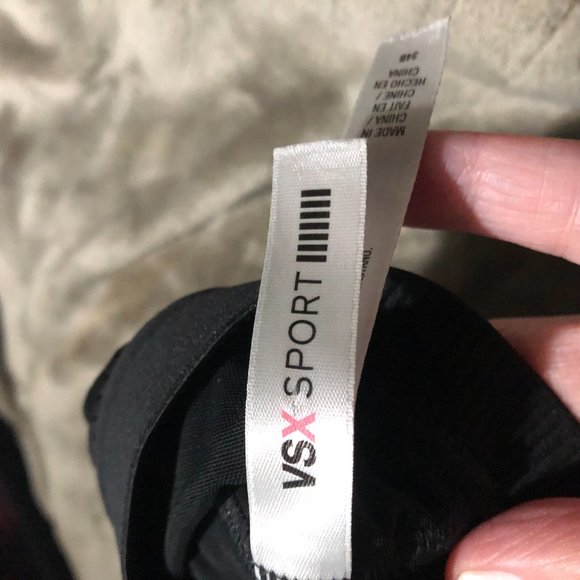 VSX SPORT
MADE IN
CHINA /
FAIT EN
CHINE /
HECHO EN
CHINA
34B